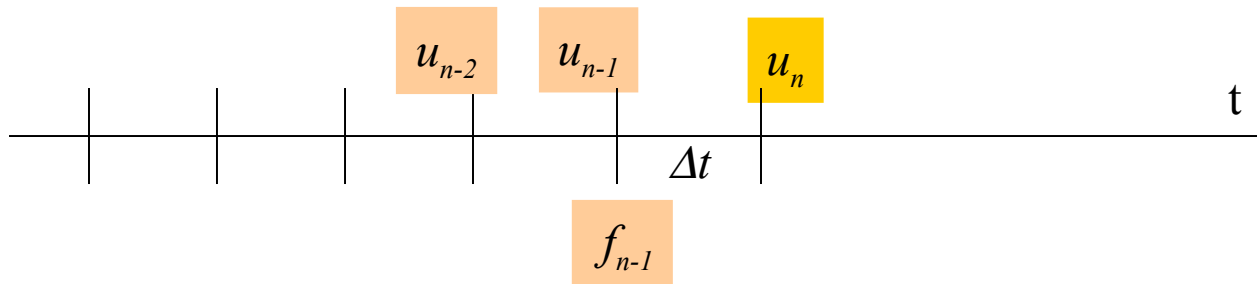 u_{n-2} u_{n-1} u_n
t
Δt
f_{n-1}